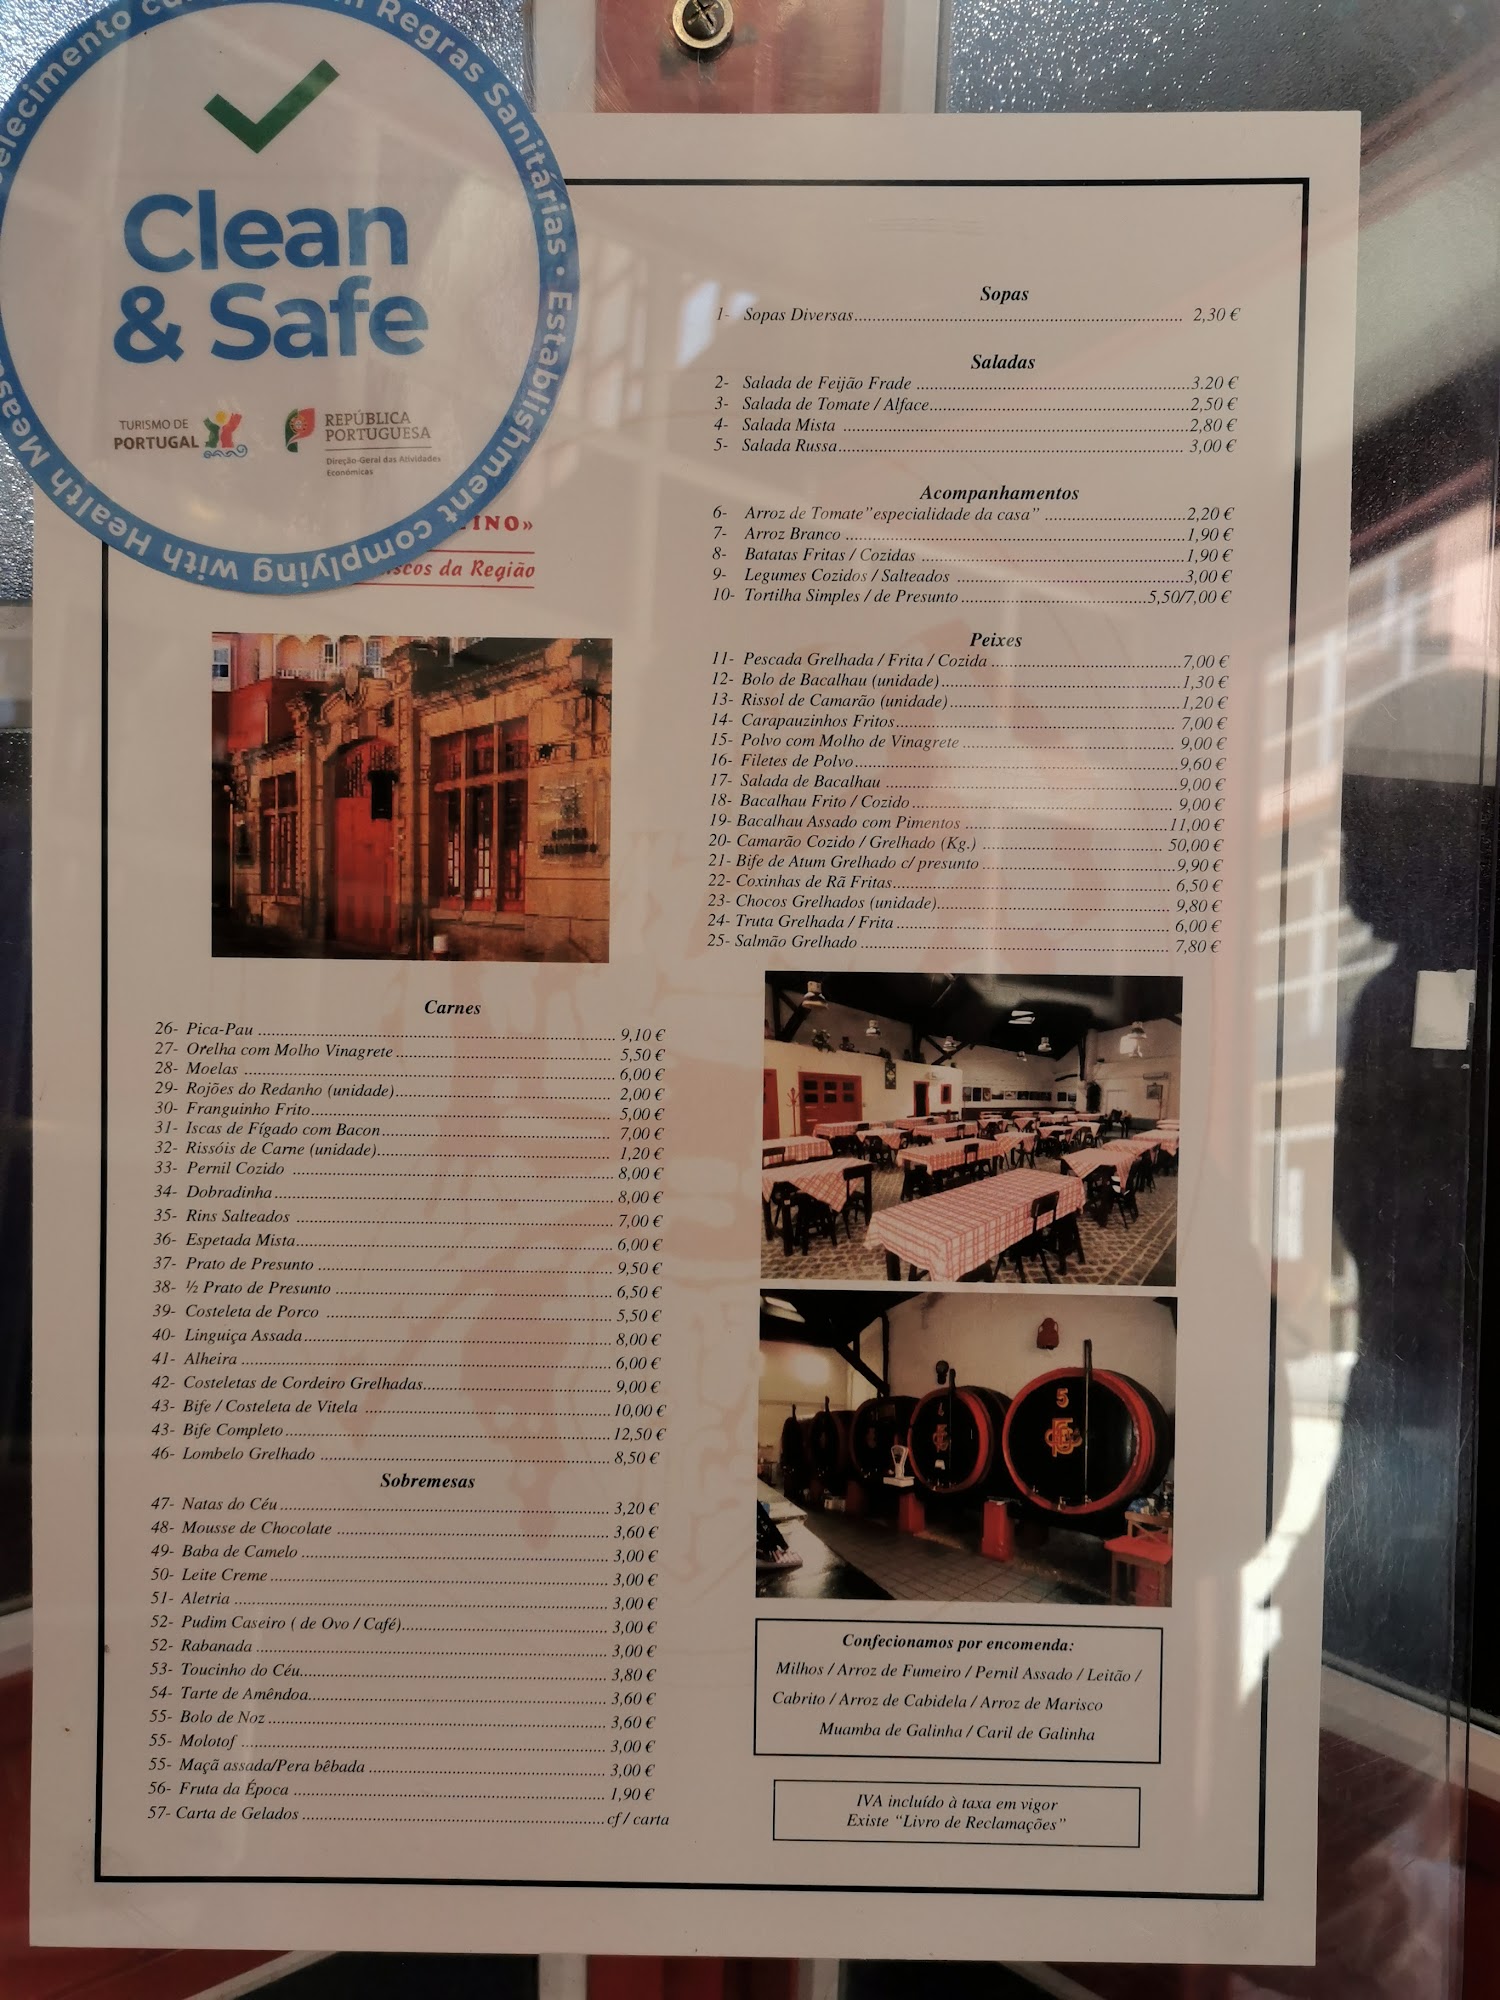 elecimento cu
m Regras Sanitárias • Establishment complying with Health Meas
Clean
& Safe
TURISMO DE
PORTUGAL
REPÚBLICA
PORTUGUESA
Direção-Geral das Atividades
Económicas
TINO»
scos da Região
Sopas
1- Sopas Diversas 2,30 €
Saladas
2- Salada de Feijão Frade 3.20 €
3- Salada de Tomate / Alface 2,50 €
4- Salada Mista 2,80 €
5- Salada Russa 3,00 €
Acompanhamentos
6- Arroz de Tomate"especialidade da casa" 2,20 €
7- Arroz Branco 1,90 €
8- Batatas Fritas / Cozidas 1,90 €
9- Legumes Cozidos / Salteados 3,00 €
10- Tortilha Simples / de Presunto 5,50/7,00 €
Peixes
11- Pescada Grelhada / Frita / Cozida 7,00 €
12- Bolo de Bacalhau (unidade) 1,30 €
13- Rissol de Camarão (unidade) 1,20 €
14- Carapauzinhos Fritos 7,00 €
15- Polvo com Molho de Vinagrete 9,00 €
16- Filetes de Polvo 9,60 €
17- Salada de Bacalhau 9,00 €
18- Bacalhau Frito / Cozido 9,00 €
19- Bacalhau Assado com Pimentos 11,00 €
20- Camarão Cozido / Grelhado (Kg.) 50,00 €
21- Bife de Atum Grelhado c/ presunto 9,90 €
22- Coxinhas de Rã Fritas 6,50 €
23- Chocos Grelhados (unidade) 9,80 €
24- Truta Grelhada / Frita 6,00 €
25- Salmão Grelhado 7,80 €
Carnes
26- Pica-Pau 9,10 €
27- Orelha com Molho Vinagrete 5,50 €
28- Moelas 6,00 €
29- Rojões do Redanho (unidade) 2,00 €
30- Franguinho Frito 5,00 €
31- Iscas de Fígado com Bacon 7,00 €
32- Rissóis de Carne (unidade) 1,20 €
33- Pernil Cozido 8,00 €
34- Dobradinha 8,00 €
35- Rins Salteados 7,00 €
36- Espetada Mista 6,00 €
37- Prato de Presunto 9,50 €
38- ½ Prato de Presunto 6,50 €
39- Costeleta de Porco 5,50 €
40- Linguiça Assada 8,00 €
41- Alheira 6,00 €
42- Costeletas de Cordeiro Grelhadas 9,00 €
43- Bife / Costeleta de Vitela 10,00 €
43- Bife Completo 12,50 €
46- Lombelo Grelhado 8,50 €
Sobremesas
47- Natas do Céu 3,20 €
48- Mousse de Chocolate 3,60 €
49- Baba de Camelo 3,00 €
50- Leite Creme 3,00 €
51- Aletria 3,00 €
52- Pudim Caseiro ( de Ovo / Café) 3,00 €
52- Rabanada 3,00 €
53- Toucinho do Céu 3,80 €
54- Tarte de Amêndoa 3,60 €
55- Bolo de Noz 3,60 €
55- Molotof 3,00 €
55- Maçã assada/Pera bêbada 3,00 €
56- Fruta da Época 1,90 €
57- Carta de Gelados cf / carta
4
5
Confecionamos por encomenda:
Milhos / Arroz de Fumeiro / Pernil Assado / Leitão /
Cabrito / Arroz de Cabidela / Arroz de Marisco
Muamba de Galinha / Caril de Galinha
IVA incluído à taxa em vigor
Existe "Livro de Reclamações"